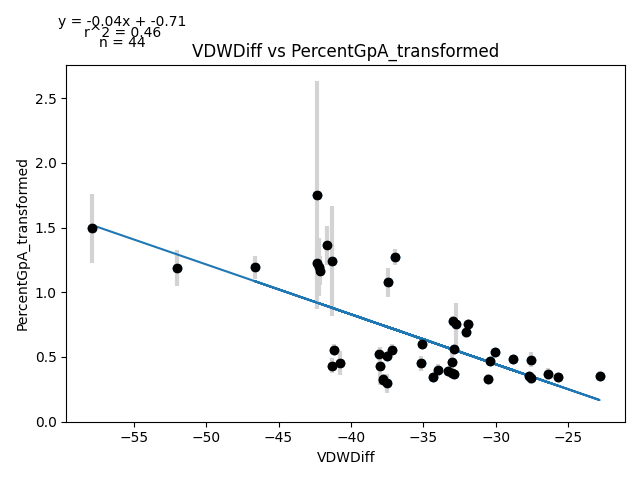 y = -0.04x + -0.71
r^2 = 0.46
n = 44
VDWDiff vs PercentGpA_transformed
PercentGpA_transformed
2.5
2.0
1.5
1.0
0.5
0.0
−55
−50
−45
−40
−35
−30
−25
VDWDiff